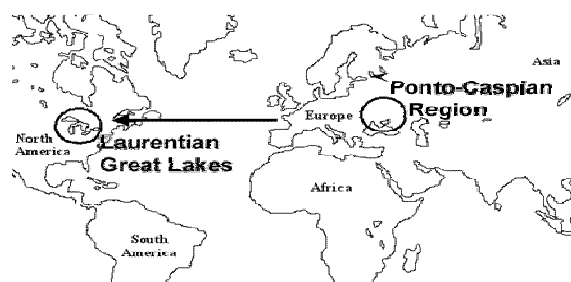 Asia
Ponto-Caspian
Region
Europe
North
America
Laurentian
Great Lakes
Africa
South
America